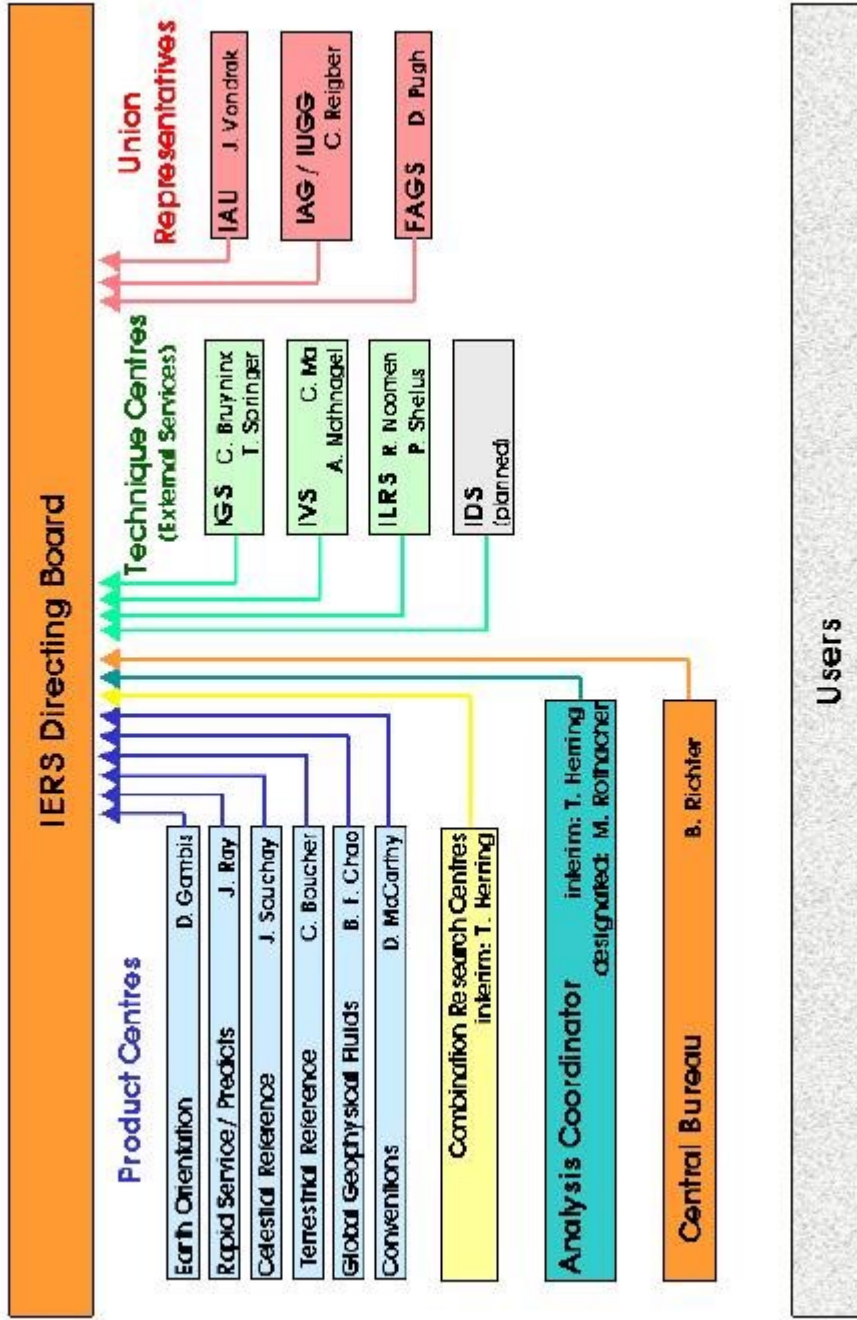 IERS Directing Board
Product Centres
Earth Orientation D. Gambis
Rapid Service/Predicts J. Ray
Celestial Reference J. Souchay
Terrestrial Reference C. Boucher
Global Geophysical Fluids B. F. Chao
Conventions D. McCarthy
Combination Research Centres
interim: T. Herring
Analysis Coordinator interim: T. Herring
designated: M. Rothacher
Central Bureau B. Richter
Technique Centres
(External Services)
IGS C. Bruyninx
T. Springer
IVS C. Ma
A. Nothnagel
ILRS R. Noomen
P. Shelus
IDS
(planned)
Union
Representatives
IAU J. Vondrak
IAG / IUGG
C. Reigber
FAGS D. Pugh
Users